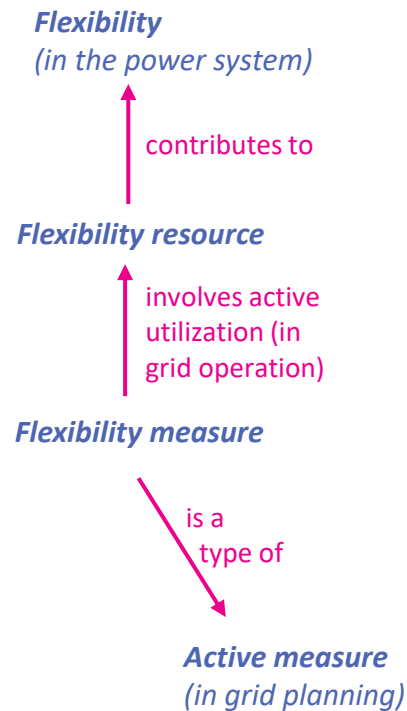 Flexibility
(in the power system)
contributes to
Flexibility resource
involves active
utilization (in
grid operation)
Flexibility measure
is a
type of
Active measure
(in grid planning)